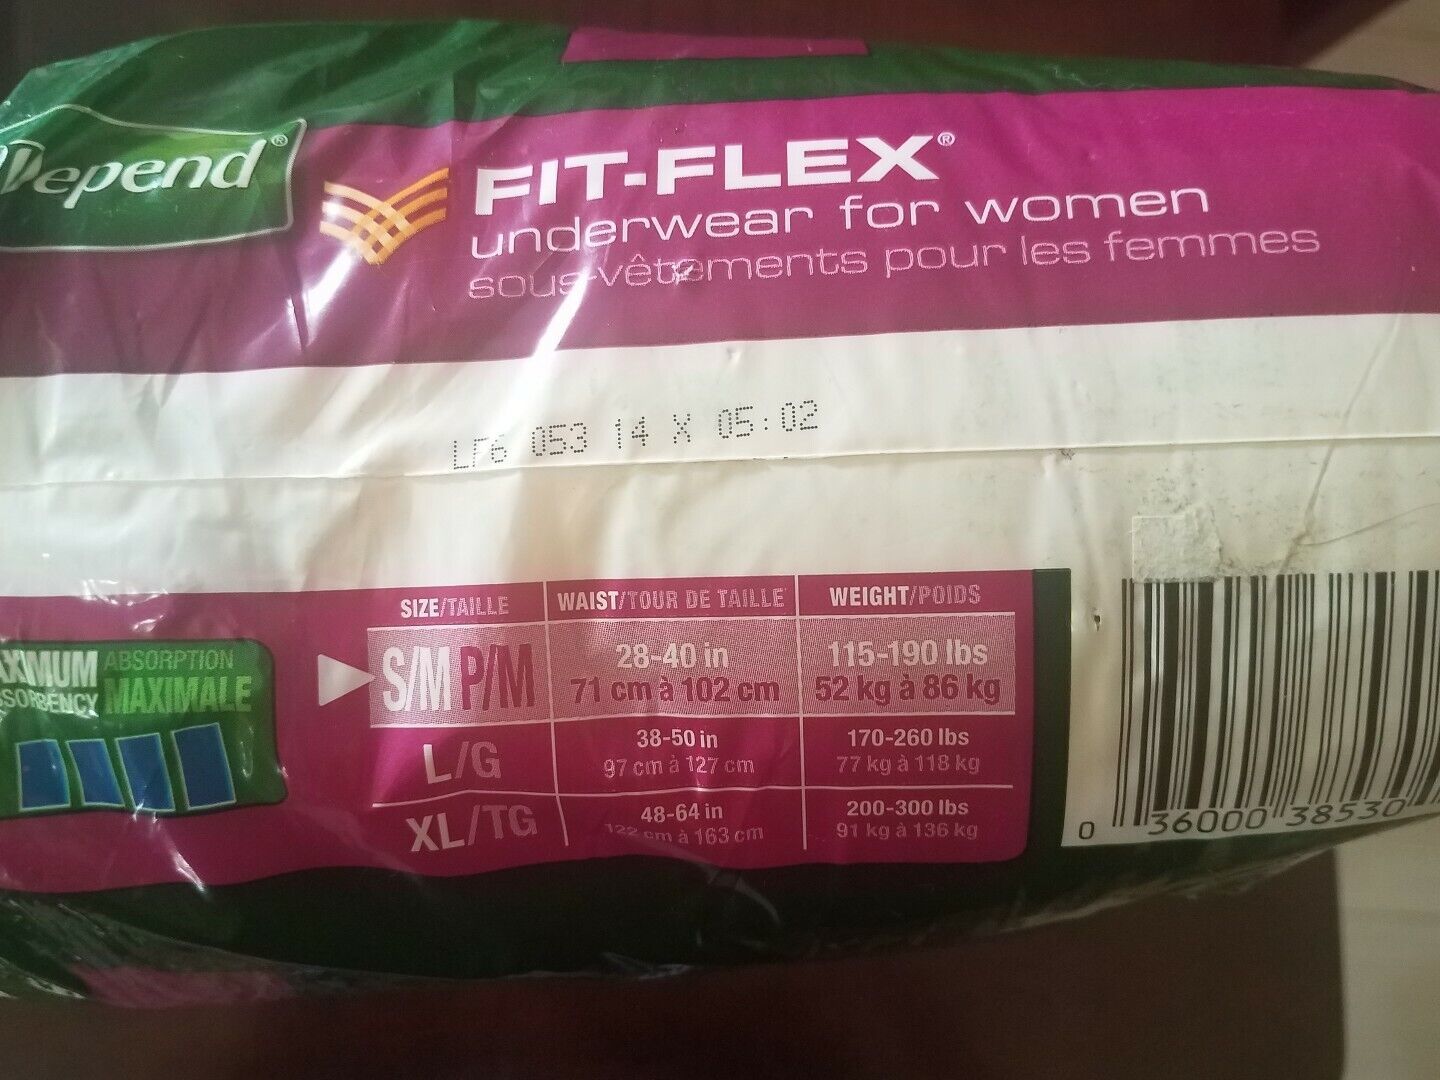 Depend®
FIT-FLEX®
underwear for women
sous-vêtements pour les femmes
LF6 053 14 X 05:02
SIZE/TAILLE WAIST/TOUR DE TAILLE WEIGHT/POIDS
S/M P/M 28-40 in 115-190 lbs
71 cm à 102 cm 52 kg à 86 kg
L/G 38-50 in 170-260 lbs
97 cm à 127 cm 77 kg à 118 kg
XL/TG 48-64 in 200-300 lbs
122 cm à 163 cm 91 kg à 136 kg
AXIMUM ABSORPTION
SORBENCY MAXIMALE
0 36000 38530